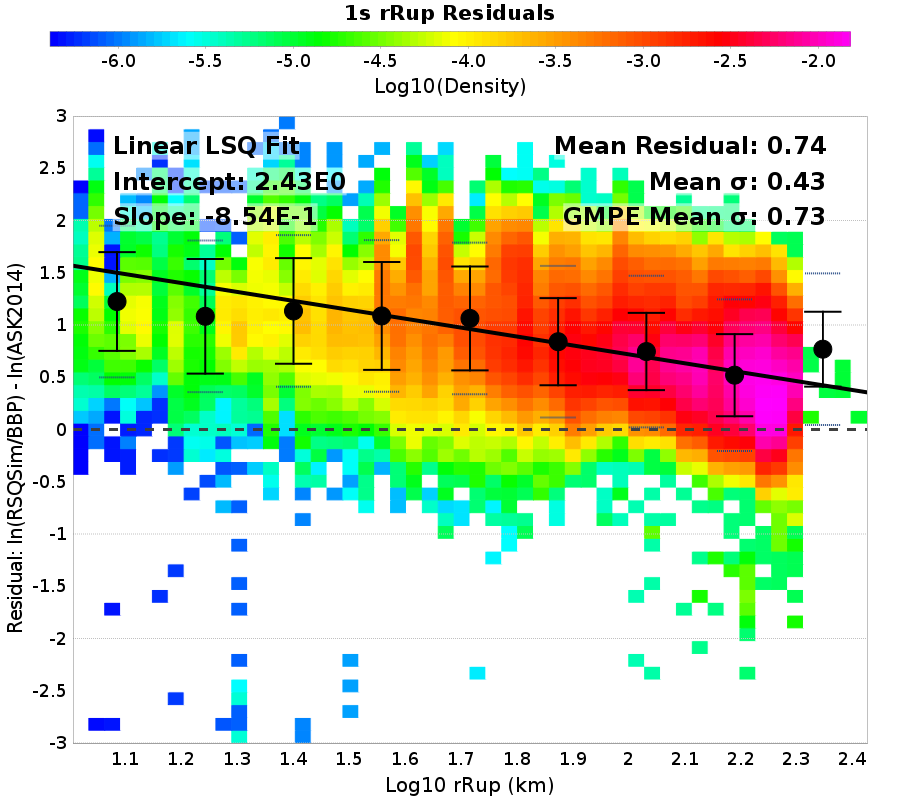 1s rRup Residuals
-6.0 -5.5 -5.0 -4.5 -4.0 -3.5 -3.0 -2.5 -2.0
Log10(Density)
Linear LSQ Fit
Intercept: 2.43E0
Slope: -8.54E-1
Mean Residual: 0.74
Mean σ: 0.43
GMPE Mean σ: 0.73
Residual: ln(RSQSim/BBP) - ln(ASK2014)
3
2.5
2
1.5
1
0.5
0
-0.5
-1
-1.5
-2
-2.5
-3
1.1 1.2 1.3 1.4 1.5 1.6 1.7 1.8 1.9 2 2.1 2.2 2.3 2.4
Log10 rRup (km)